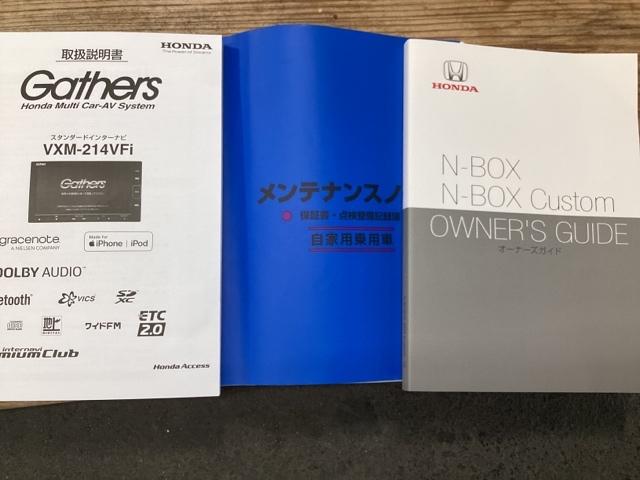 取扱説明書
HONDA
The Power of Dreams
Gathers
Honda Multi Car-AV System
スタンダードインターナビ
VXM-214VFi
Gathers
gracenote.
A NIELSEN COMPANY
Made for
iPhone | iPod
DOLBY AUDIO™
etooth®
VICS
SD XC
ワイドFM
ETC 2.0
internavi
miumClub
Honda Access
メンテナンスノ
保証書・点検整備記録簿
自家用乗用車
HONDA
N-BOX
N-BOX Custom
OWNER'S GUIDE
オーナーズガイド